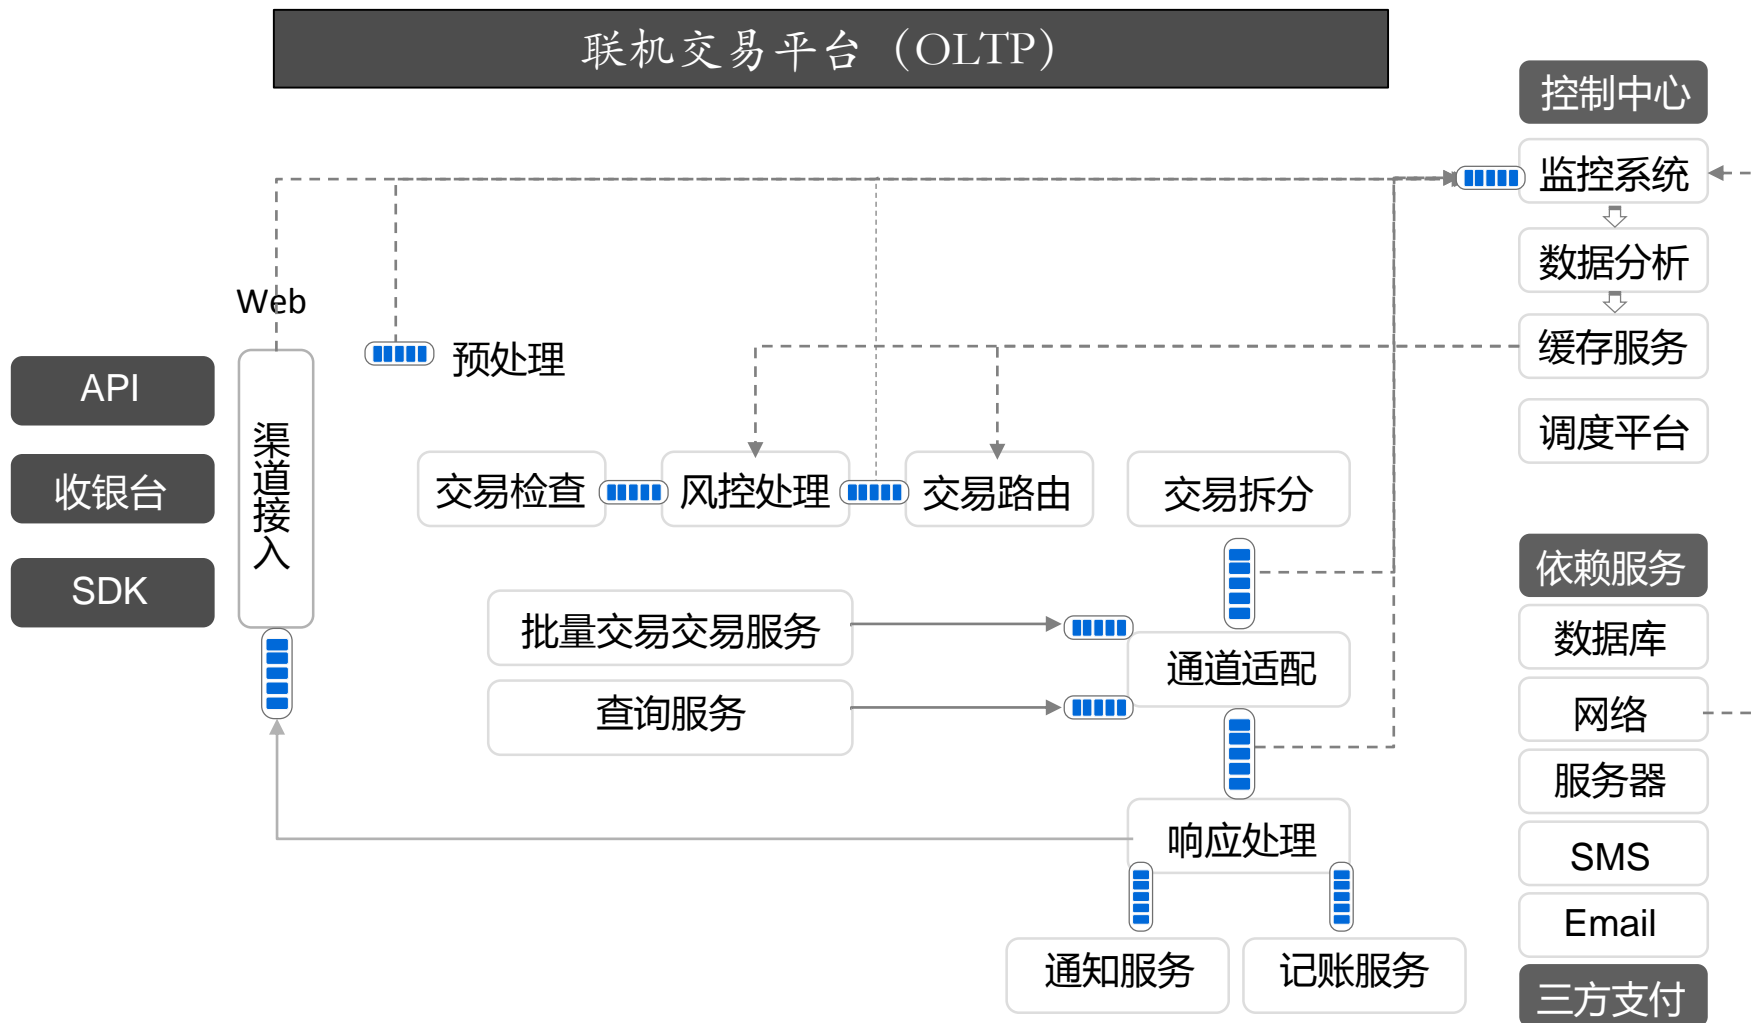 联机交易平台（OLTP）
控制中心
监控系统
数据分析
缓存服务
调度平台
Web
预处理
API
收银台
SDK
渠道接入
交易检查
风控处理
交易路由
交易拆分
批量交易交易服务
查询服务
通道适配
响应处理
通知服务
记账服务
依赖服务
数据库
网络
服务器
SMS
Email
三方支付